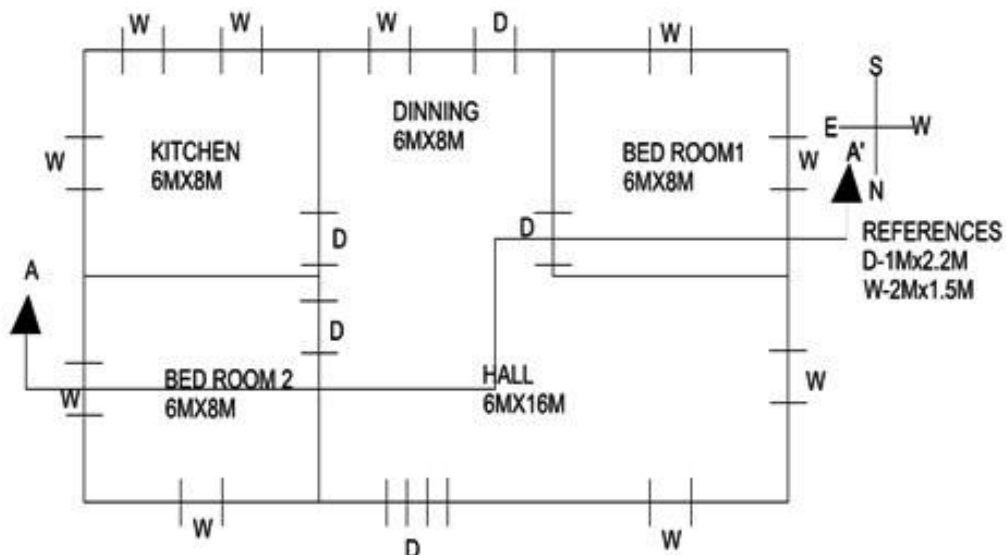 W W W D W
S
DINNING
6MX8M
E W
KITCHEN
6MX8M
BED ROOM1
6MX8M
W
W
A'
N
D
D
REFERENCES
D-1Mx2.2M
W-2Mx1.5M
A
D
BED ROOM 2
6MX8M
HALL
6MX16M
W
W
W
D
W